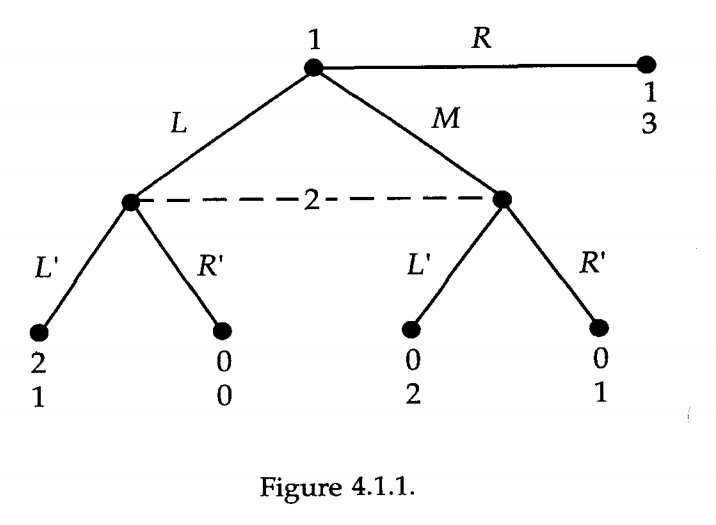 1 R
1
3
L M
2
L' R' L' R'
2 0 0 0
1 0 2 1
Figure 4.1.1.